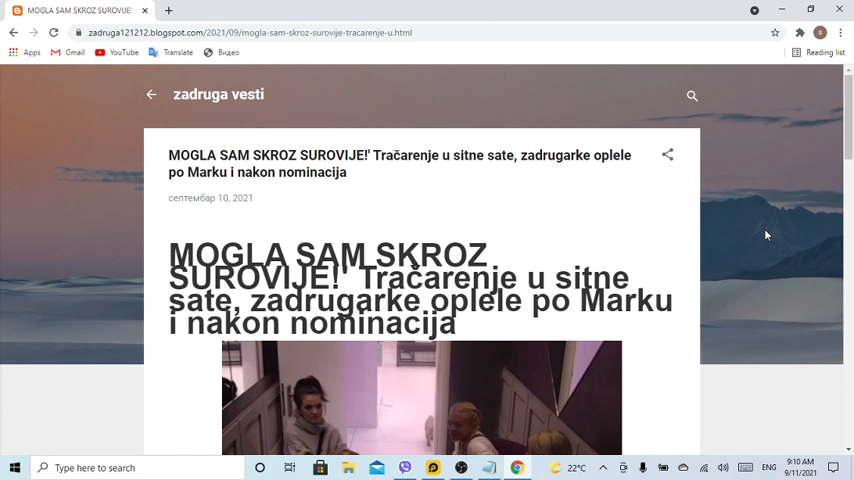 MOGLA SAM SKROZ SUROVIJE!'
zadruga121212.blogspot.com/2021/09/mogla-sam-skroz-surovije-tracarenje-u.html
S
Apps
Gmail
YouTube
Translate
Видео
Reading list
zadruga vesti
MOGLA SAM SKROZ SUROVIJE!' Tračarenje u sitne sate, zadrugarke oplele
po Marku i nakon nominacija
септембар 10, 2021
MOGLA SAM SKROZ
SUROVIJE!' Tračarenje u sitne
sate, zadrugarke oplele po Marku
i nakon nominacija
Type here to search
22°C
ENG
9:10 AM
9/11/2021